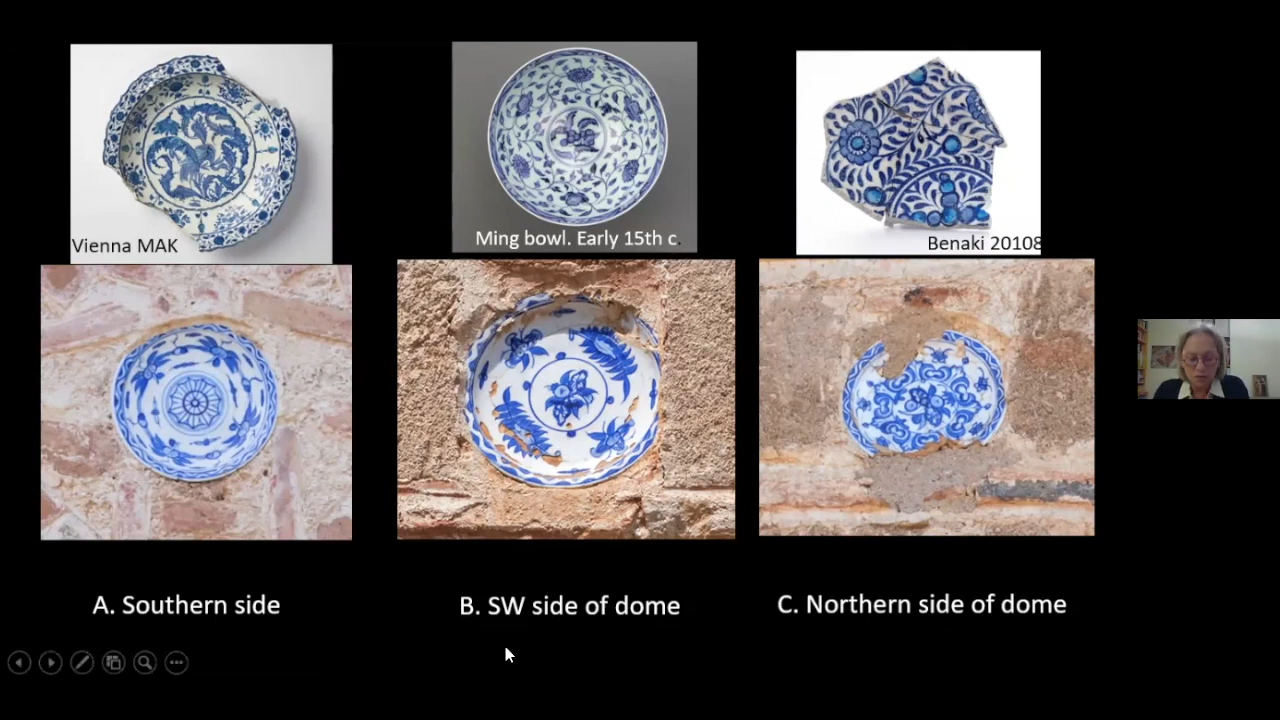 Vienna MAK
Ming bowl. Early 15th c.
Benaki 20108
A. Southern side
B. SW side of dome
C. Northern side of dome